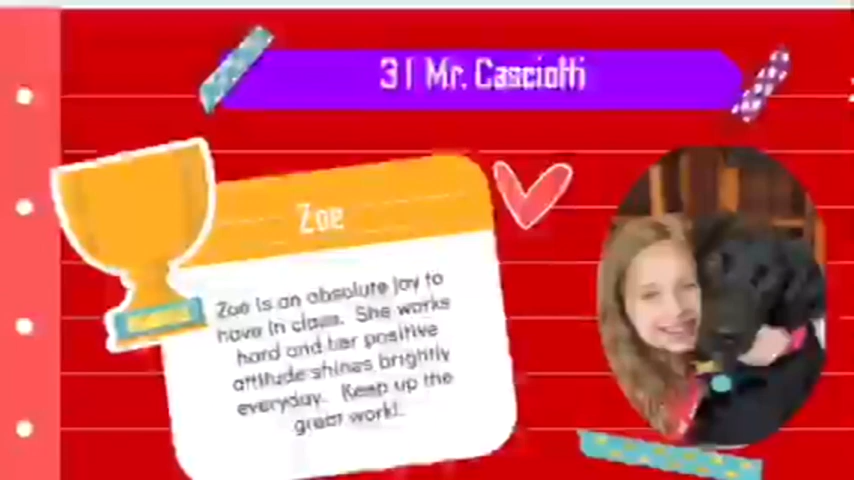 31 Mr. Casciotti
Zoe
Zoe is an absolute joy to
have in class. She works
hard and her positive
attitude shines brightly
everyday. Keep up the
great work!